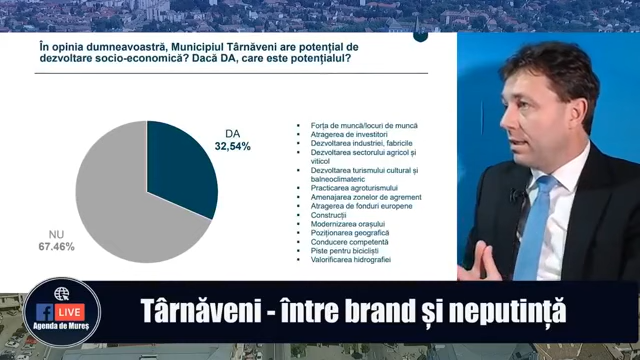 În opinia dumneavoastră, Municipiul Târnăveni are potențial de
dezvoltare socio-economică? Dacă DA, care este potențialul?
DA
32,54%
NU
67.46%
▪ Forța de muncă/locuri de muncă
▪ Atragerea de investitori
▪ Dezvoltarea industriei, fabricile
▪ Dezvoltarea sectorului agricol și
viticol
▪ Dezvoltarea turismului cultural și
balneoclimateric
▪ Practicarea agroturismului
▪ Amenajarea zonelor de agrement
▪ Atragerea de fonduri europene
▪ Construcții
▪ Modernizarea orașului
▪ Poziționarea geografică
▪ Conducere competentă
▪ Piste pentru bicicliști
▪ Valorificarea hidrografiei
f LIVE
Agenda de Mureș
Târnăveni - între brand și neputință